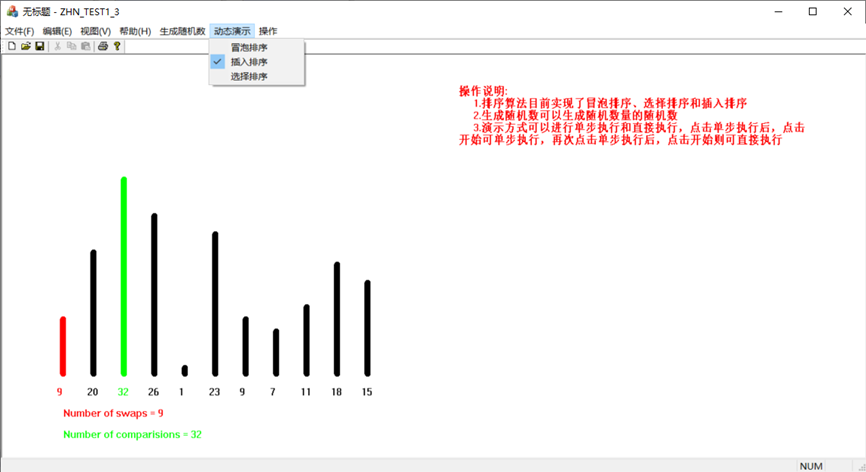 无标题 - ZHN_TEST1_3
文件(F) 编辑(E) 视图(V) 帮助(H) 生成随机数 动态演示 操作
冒泡排序
插入排序
选择排序
操作说明:
1.排序算法目前实现了冒泡排序、选择排序和插入排序
2.生成随机数可以生成随机数量的随机数
3.演示方式可以进行单步执行和直接执行，点击单步执行后，点击
开始可单步执行，再次点击单步执行后，点击开始则可直接执行
9 20 32 26 1 23 9 7 11 18 15
Number of swaps = 9
Number of comparisions = 32
NUM